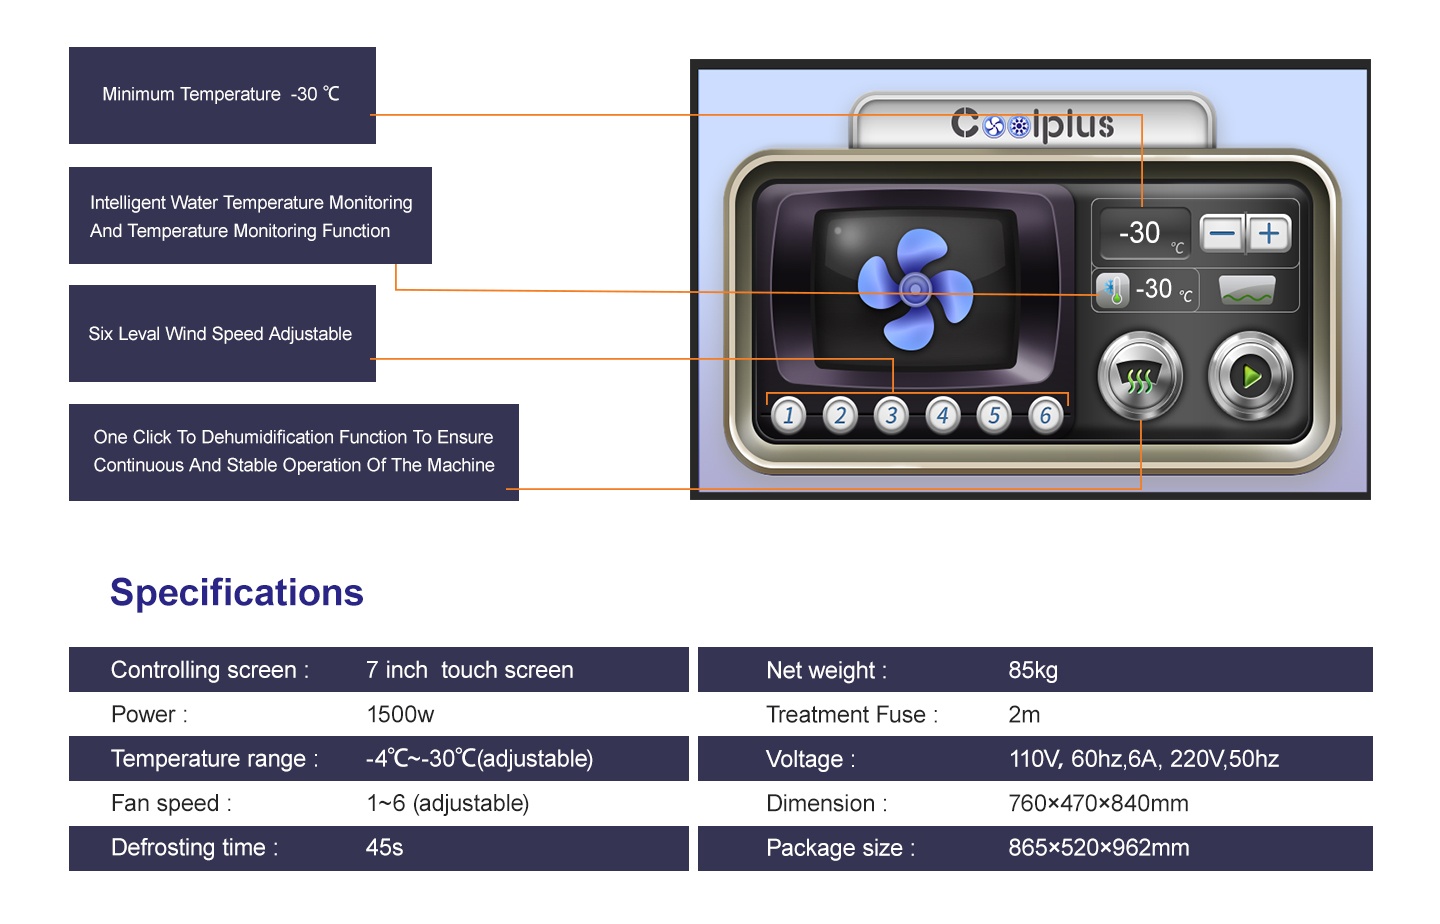 Minimum Temperature -30 ℃
Intelligent Water Temperature Monitoring
And Temperature Monitoring Function
Six Leval Wind Speed Adjustable
One Click To Dehumidification Function To Ensure
Continuous And Stable Operation Of The Machine
Coolplus
-30 ℃
- +
-30 ℃
1 2 3 4 5 6
Specifications
Controlling screen : 7 inch touch screen
Power : 1500w
Temperature range : -4℃~-30℃(adjustable)
Fan speed : 1~6 (adjustable)
Defrosting time : 45s
Net weight : 85kg
Treatment Fuse : 2m
Voltage : 110V, 60hz,6A, 220V,50hz
Dimension : 760×470×840mm
Package size : 865×520×962mm